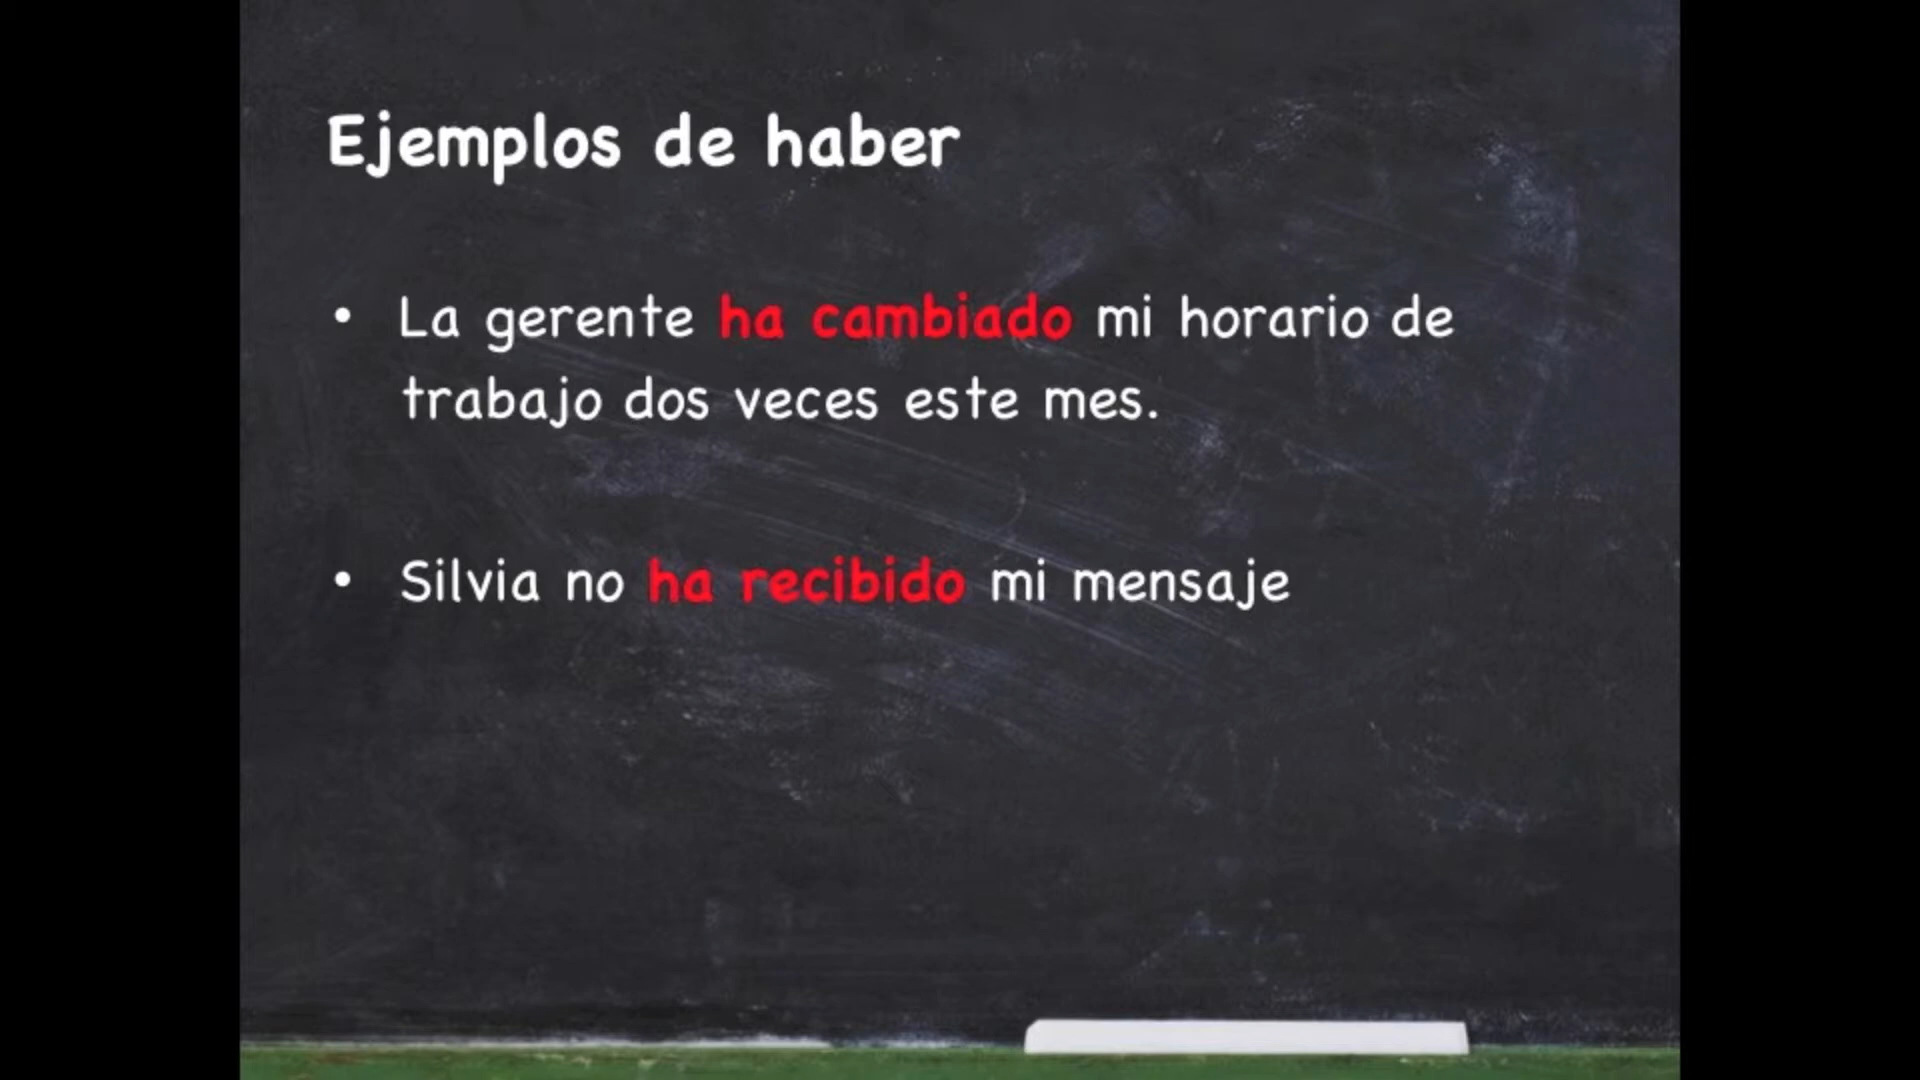 Ejemplos de haber
• La gerente ha cambiado mi horario de
trabajo dos veces este mes.
• Silvia no ha recibido mi mensaje